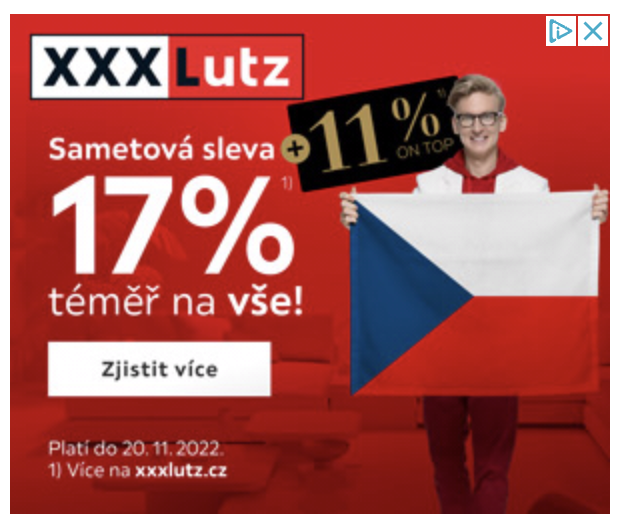 XXXLutz
Sametová sleva
+ 11% 1)
ON TOP
17% 1)
téměř na vše!
Zjistit více
Platí do 20. 11. 2022.
1) Více na xxxlutz.cz